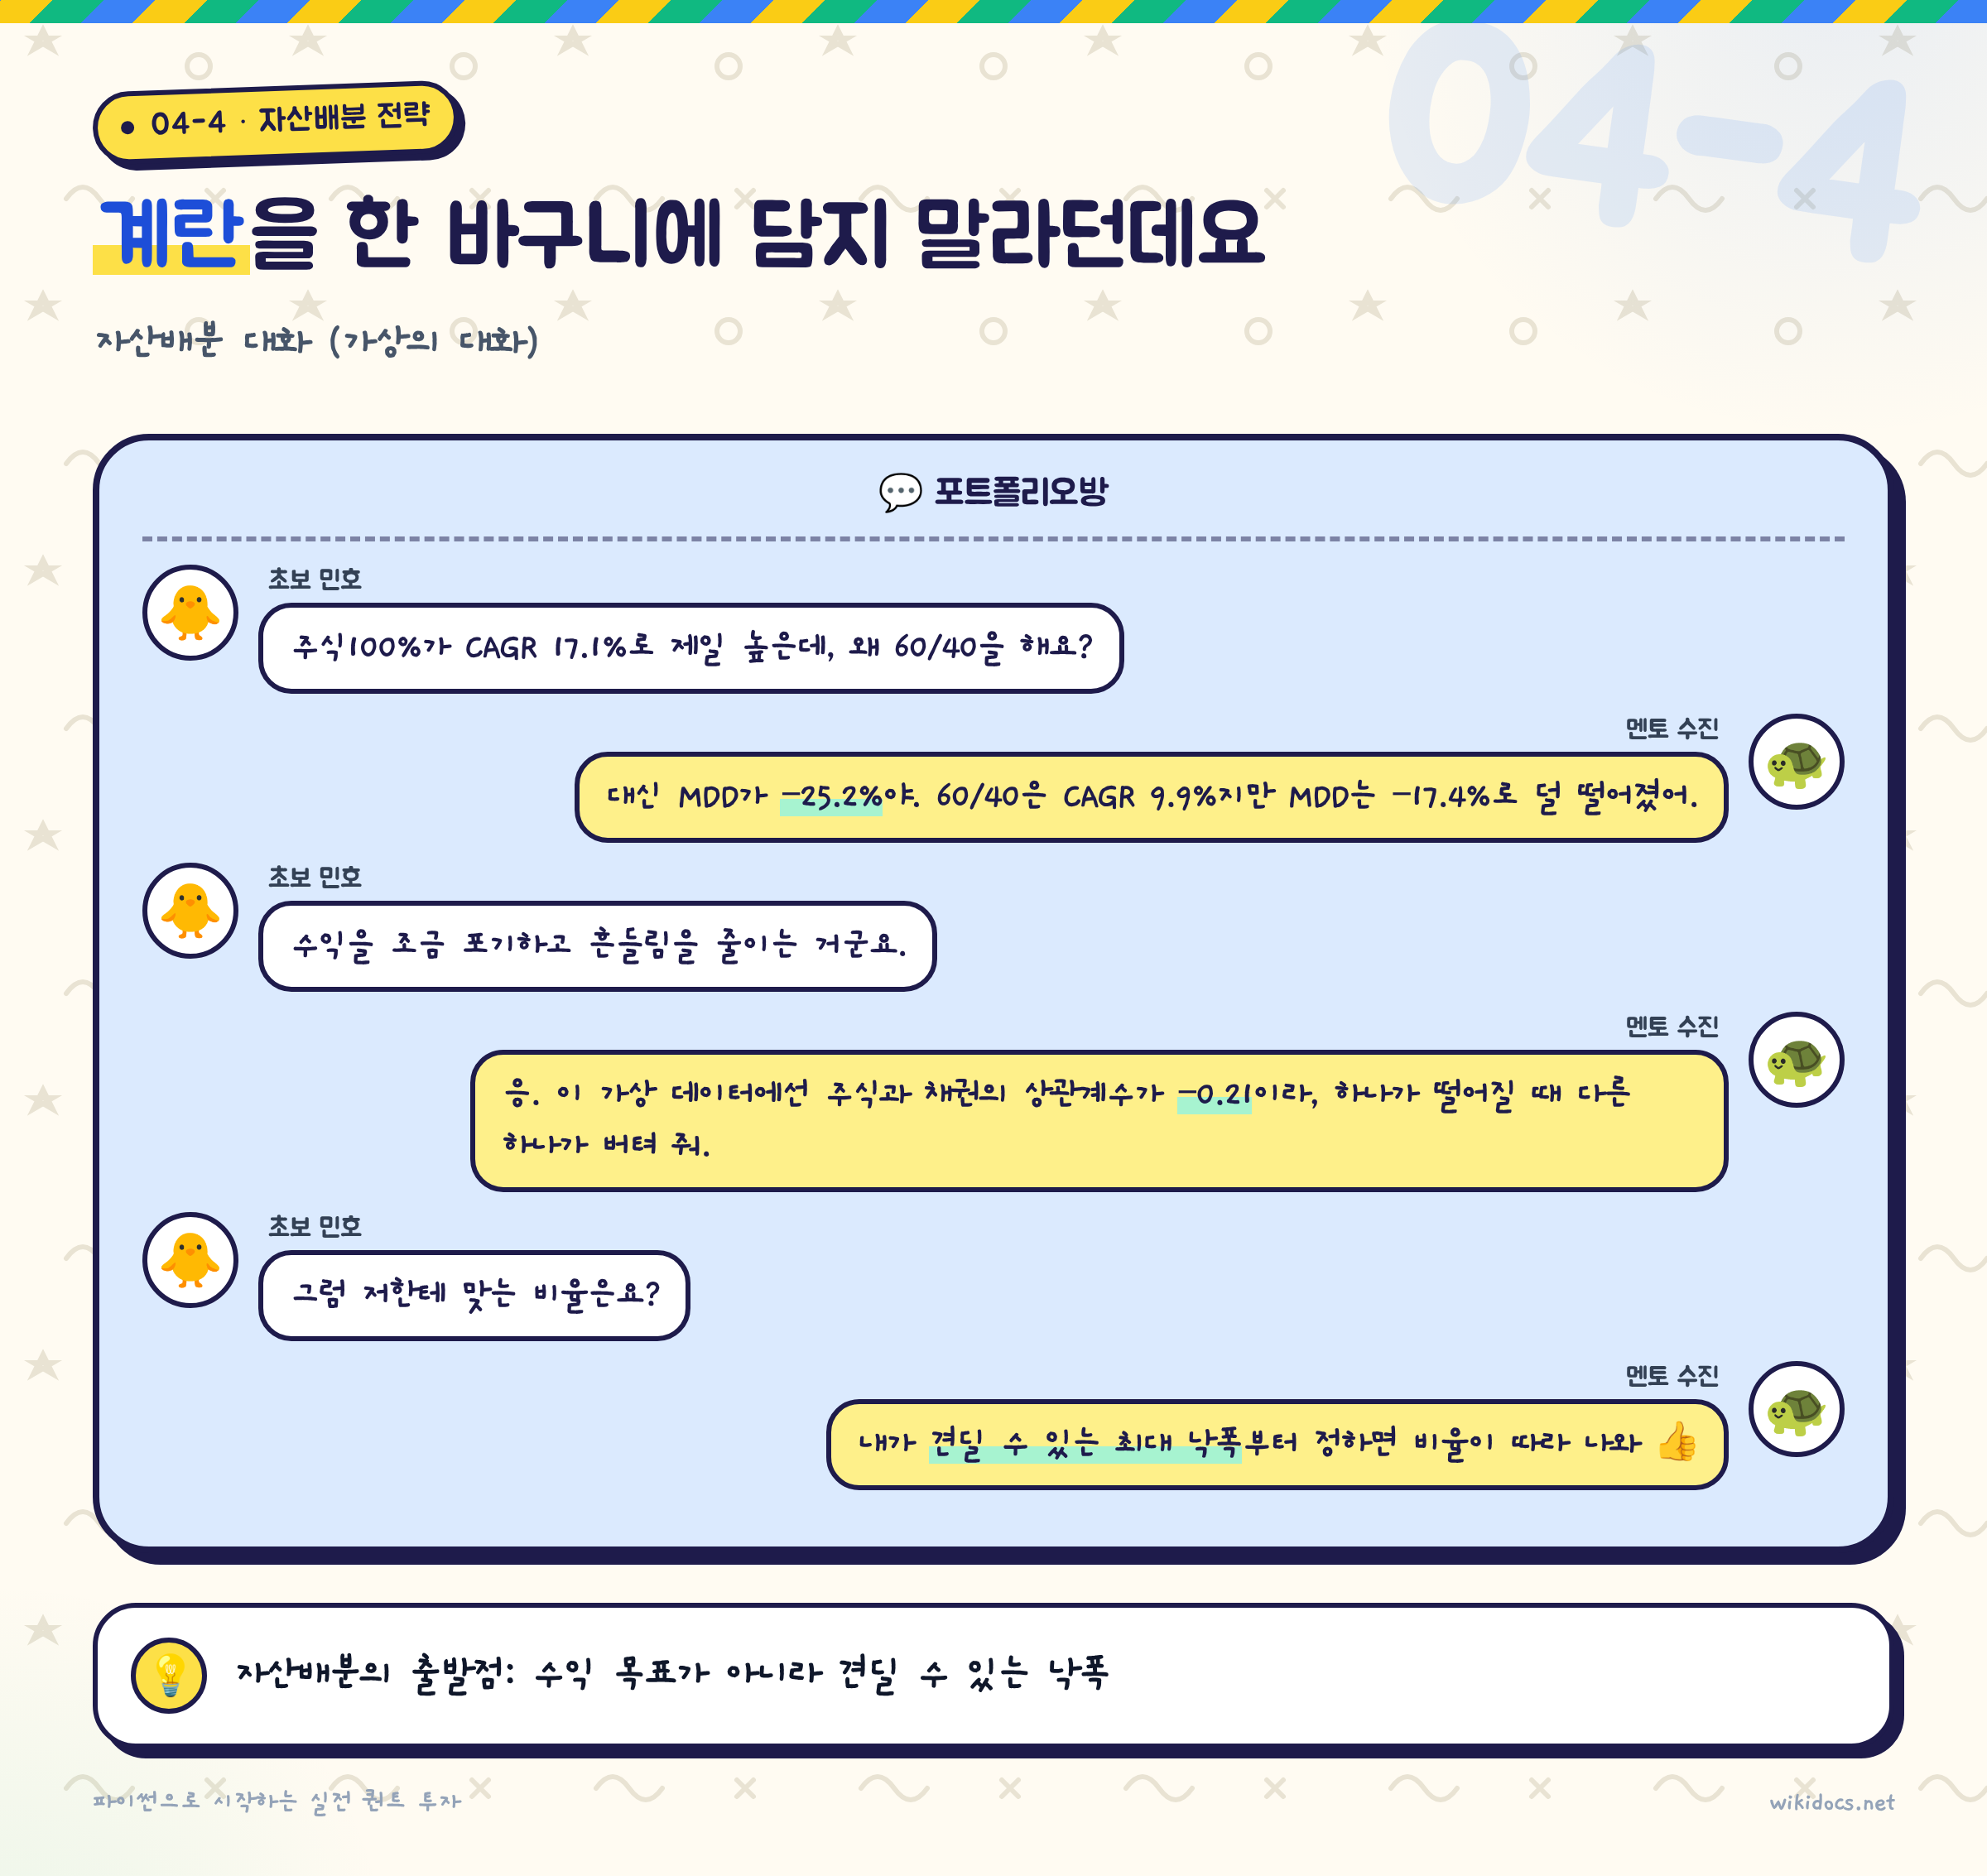 04-4
04-4 · 자산배분 전략
계란을 한 바구니에 담지 말라던데요
자산배분 대화 (가상의 대화)
포트폴리오방
초보 민호
주식100%가 CAGR 17.1%로 제일 높은데, 왜 60/40을 해요?
멘토 수진
대신 MDD가 −25.2%야. 60/40은 CAGR 9.9%지만 MDD는 −17.4%로 덜 떨어졌어.
초보 민호
수익을 조금 포기하고 흔들림을 줄이는 거군요.
멘토 수진
응. 이 가상 데이터에선 주식과 채권의 상관계수가 −0.21이라, 하나가 떨어질 때 다른
하나가 버텨 줘.
초보 민호
그럼 저한테 맞는 비율은요?
멘토 수진
내가 견딜 수 있는 최대 낙폭부터 정하면 비율이 따라 나와 👍
자산배분의 출발점: 수익 목표가 아니라 견딜 수 있는 낙폭
파이썬으로 시작하는 실전 퀀트 투자
wikidocs.net